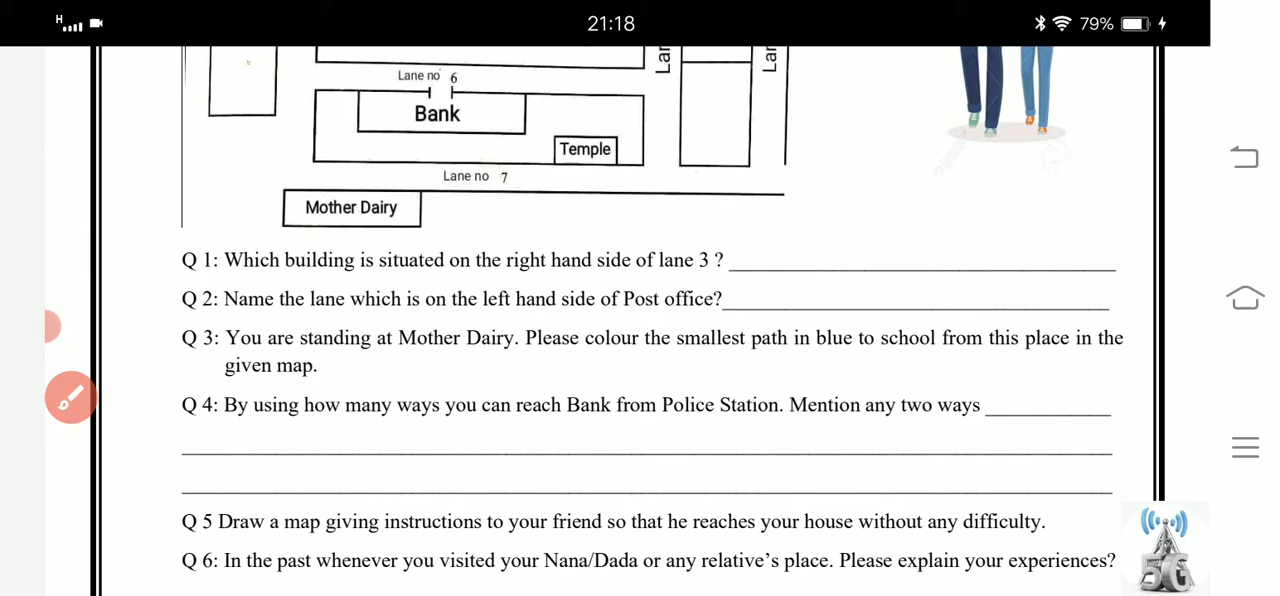 H
21:18
79%
Lar
Lar
Lane no 6
Bank
Temple
Lane no 7
Mother Dairy
Q 1: Which building is situated on the right hand side of lane 3 ?
Q 2: Name the lane which is on the left hand side of Post office?
Q 3: You are standing at Mother Dairy. Please colour the smallest path in blue to school from this place in the
given map.
Q 4: By using how many ways you can reach Bank from Police Station. Mention any two ways
Q 5 Draw a map giving instructions to your friend so that he reaches your house without any difficulty.
Q 6: In the past whenever you visited your Nana/Dada or any relative's place. Please explain your experiences?
5G